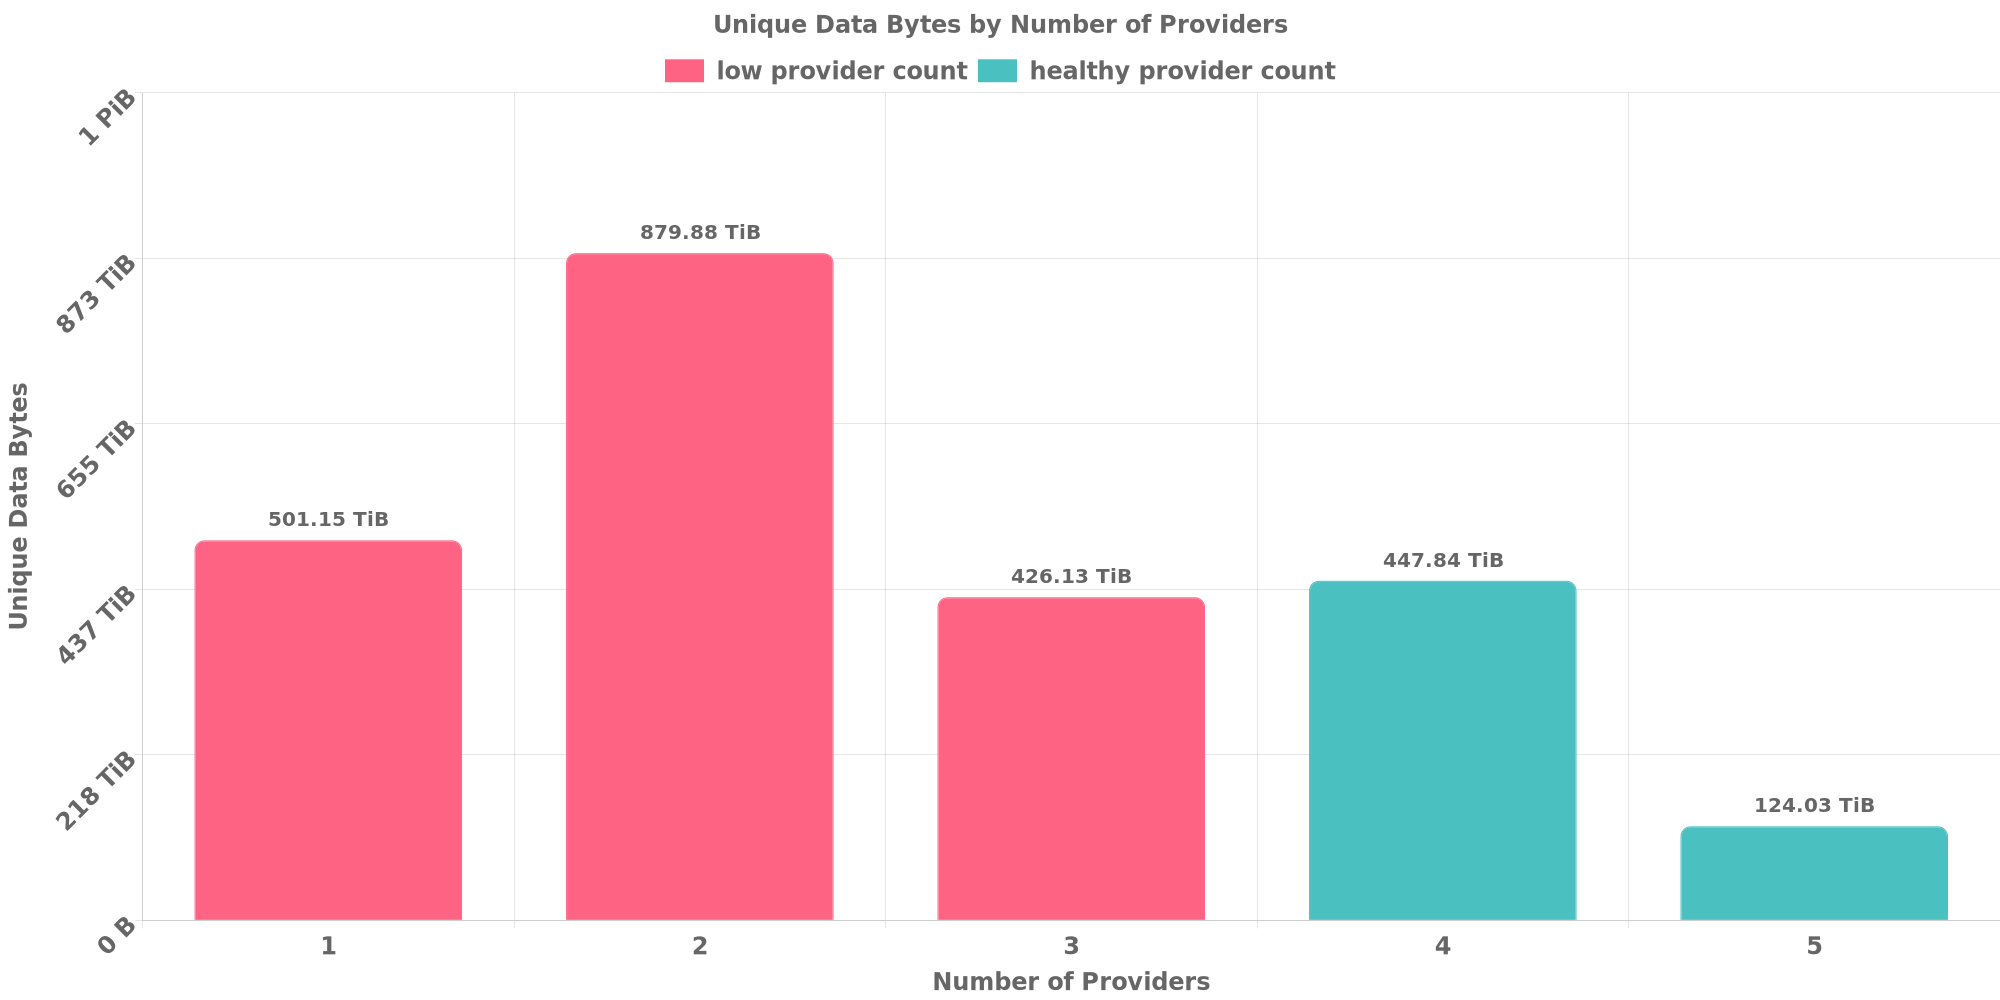 Unique Data Bytes by Number of Providers
low provider count healthy provider count
1 PiB
873 TiB
655 TiB
437 TiB
218 TiB
0 B
Unique Data Bytes
501.15 TiB
879.88 TiB
426.13 TiB
447.84 TiB
124.03 TiB
1 2 3 4 5
Number of Providers